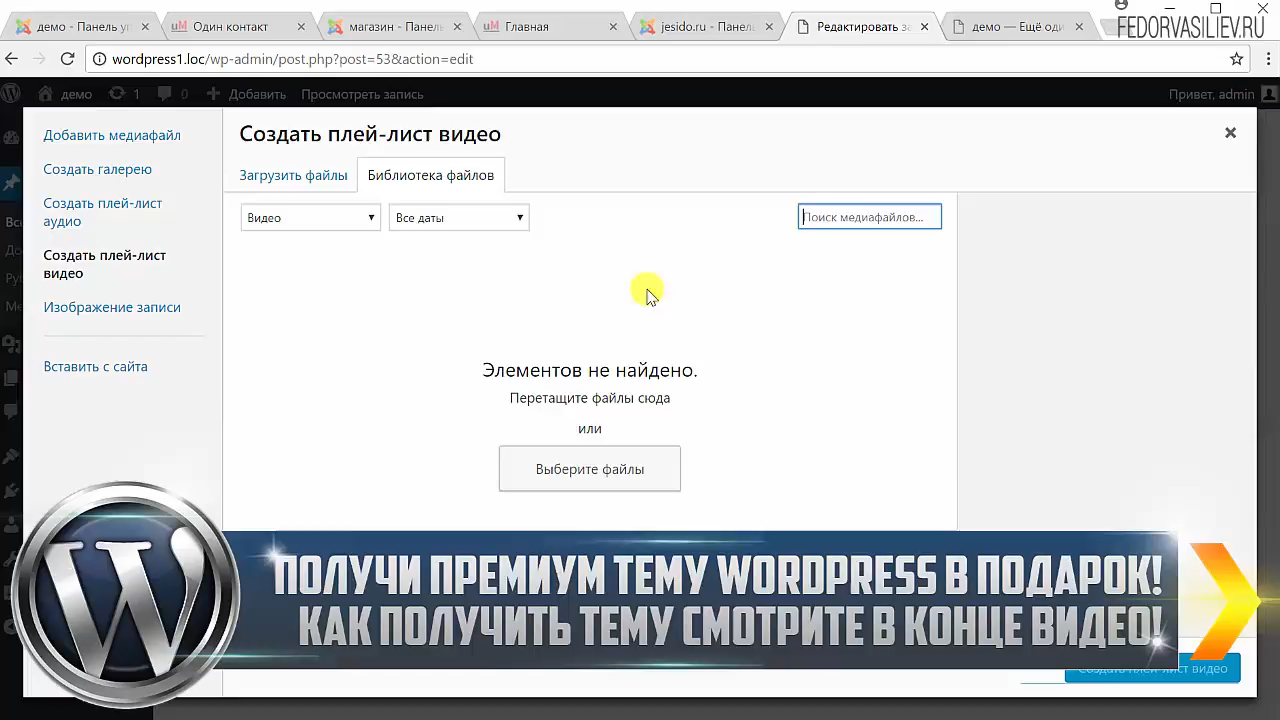 демо - Панель уп
Один контакт
магазин - Панель
Главная
jesido.ru - Панель
Редактировать за
демо — Ещё оди
FEDORVASILIEV.RU
wordpress1.loc/wp-admin/post.php?post=53&action=edit
демо
1
0
Добавить
Просмотреть запись
Привет, admin
Добавить медиафайл
Создать галерею
Создать плей-лист
аудио
Создать плей-лист
видео
Изображение записи
Вставить с сайта
Создать плей-лист видео
Загрузить файлы
Библиотека файлов
Видео
Все даты
Поиск медиафайлов...
Элементов не найдено.
Перетащите файлы сюда
или
Выберите файлы
ПОЛУЧИ ПРЕМИУМ ТЕМУ WORDPRESS В ПОДАРОК!
КАК ПОЛУЧИТЬ ТЕМУ СМОТРИТЕ В КОНЦЕ ВИДЕО!
Создать плей-лист видео